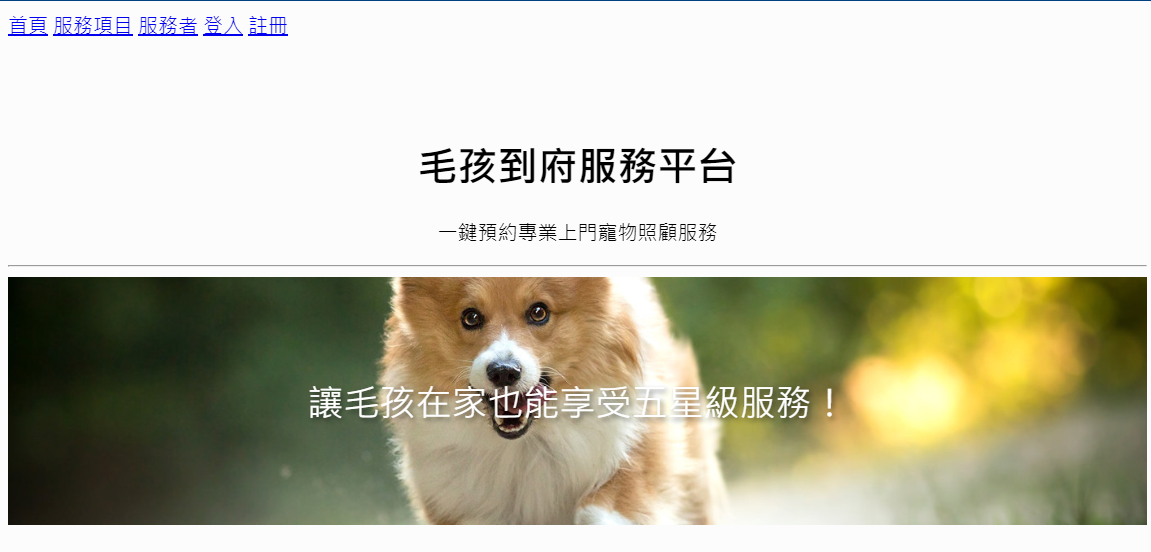 首頁 服務項目 服務者 登入 註冊
毛孩到府服務平台
一鍵預約專業上門寵物照顧服務
讓毛孩在家也能享受五星級服務！